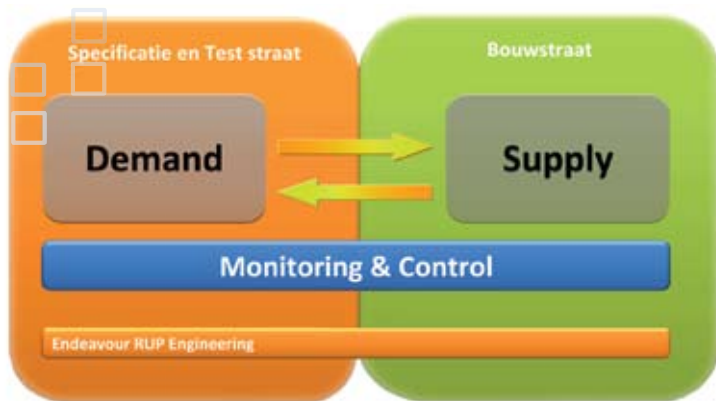 Specificatie en Test straat
Bouwstraat
Demand
Supply
Monitoring & Control
Endeavour RUP Engineering